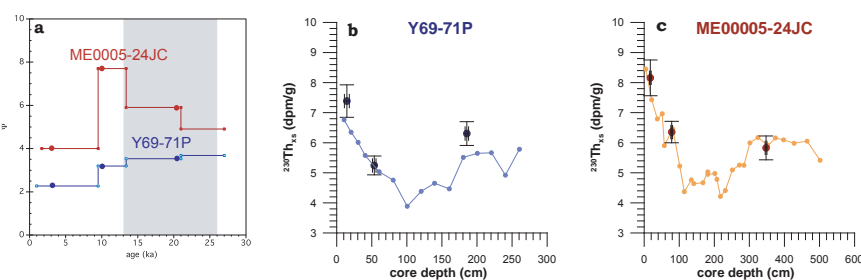 a
ME0005-24JC
Y69-71P
Ψ
10
8
6
4
2
0
0 5 10 15 20 25 30
age (ka)
b
Y69-71P
²³⁰Thₓₛ (dpm/g)
10
9
8
7
6
5
4
3
0 50 100 150 200 250 300
core depth (cm)
c
ME00005-24JC
²³⁰Thₓₛ (dpm/g)
10
9
8
7
6
5
4
3
0 100 200 300 400 500 600
core depth (cm)